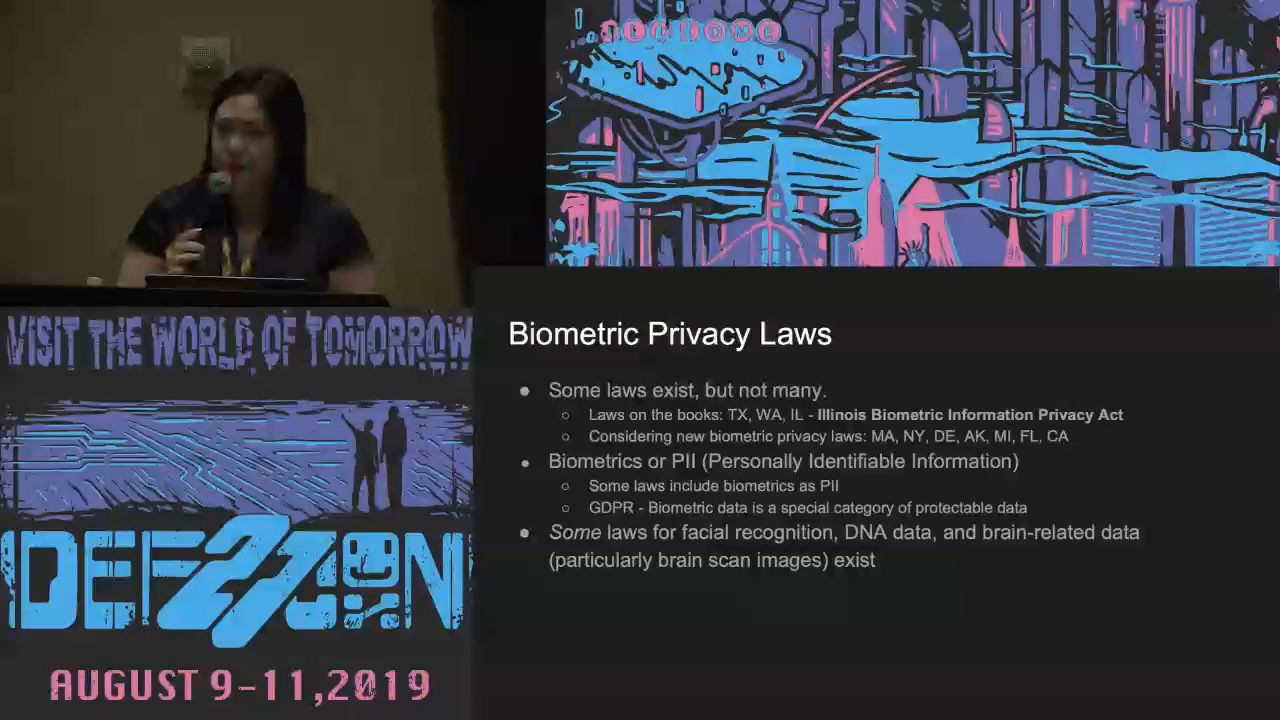 WELCOME
Biometric Privacy Laws
Some laws exist, but not many.
Laws on the books: TX, WA, IL - Illinois Biometric Information Privacy Act
Considering new biometric privacy laws: MA, NY, DE, AK, MI, FL, CA
Biometrics or PII (Personally Identifiable Information)
Some laws include biometrics as PII
GDPR - Biometric data is a special category of protectable data
Some laws for facial recognition, DNA data, and brain-related data
(particularly brain scan images) exist
VISIT THE WORLD OF TOMORROW
DEF27CON
AUGUST 9-11,2019